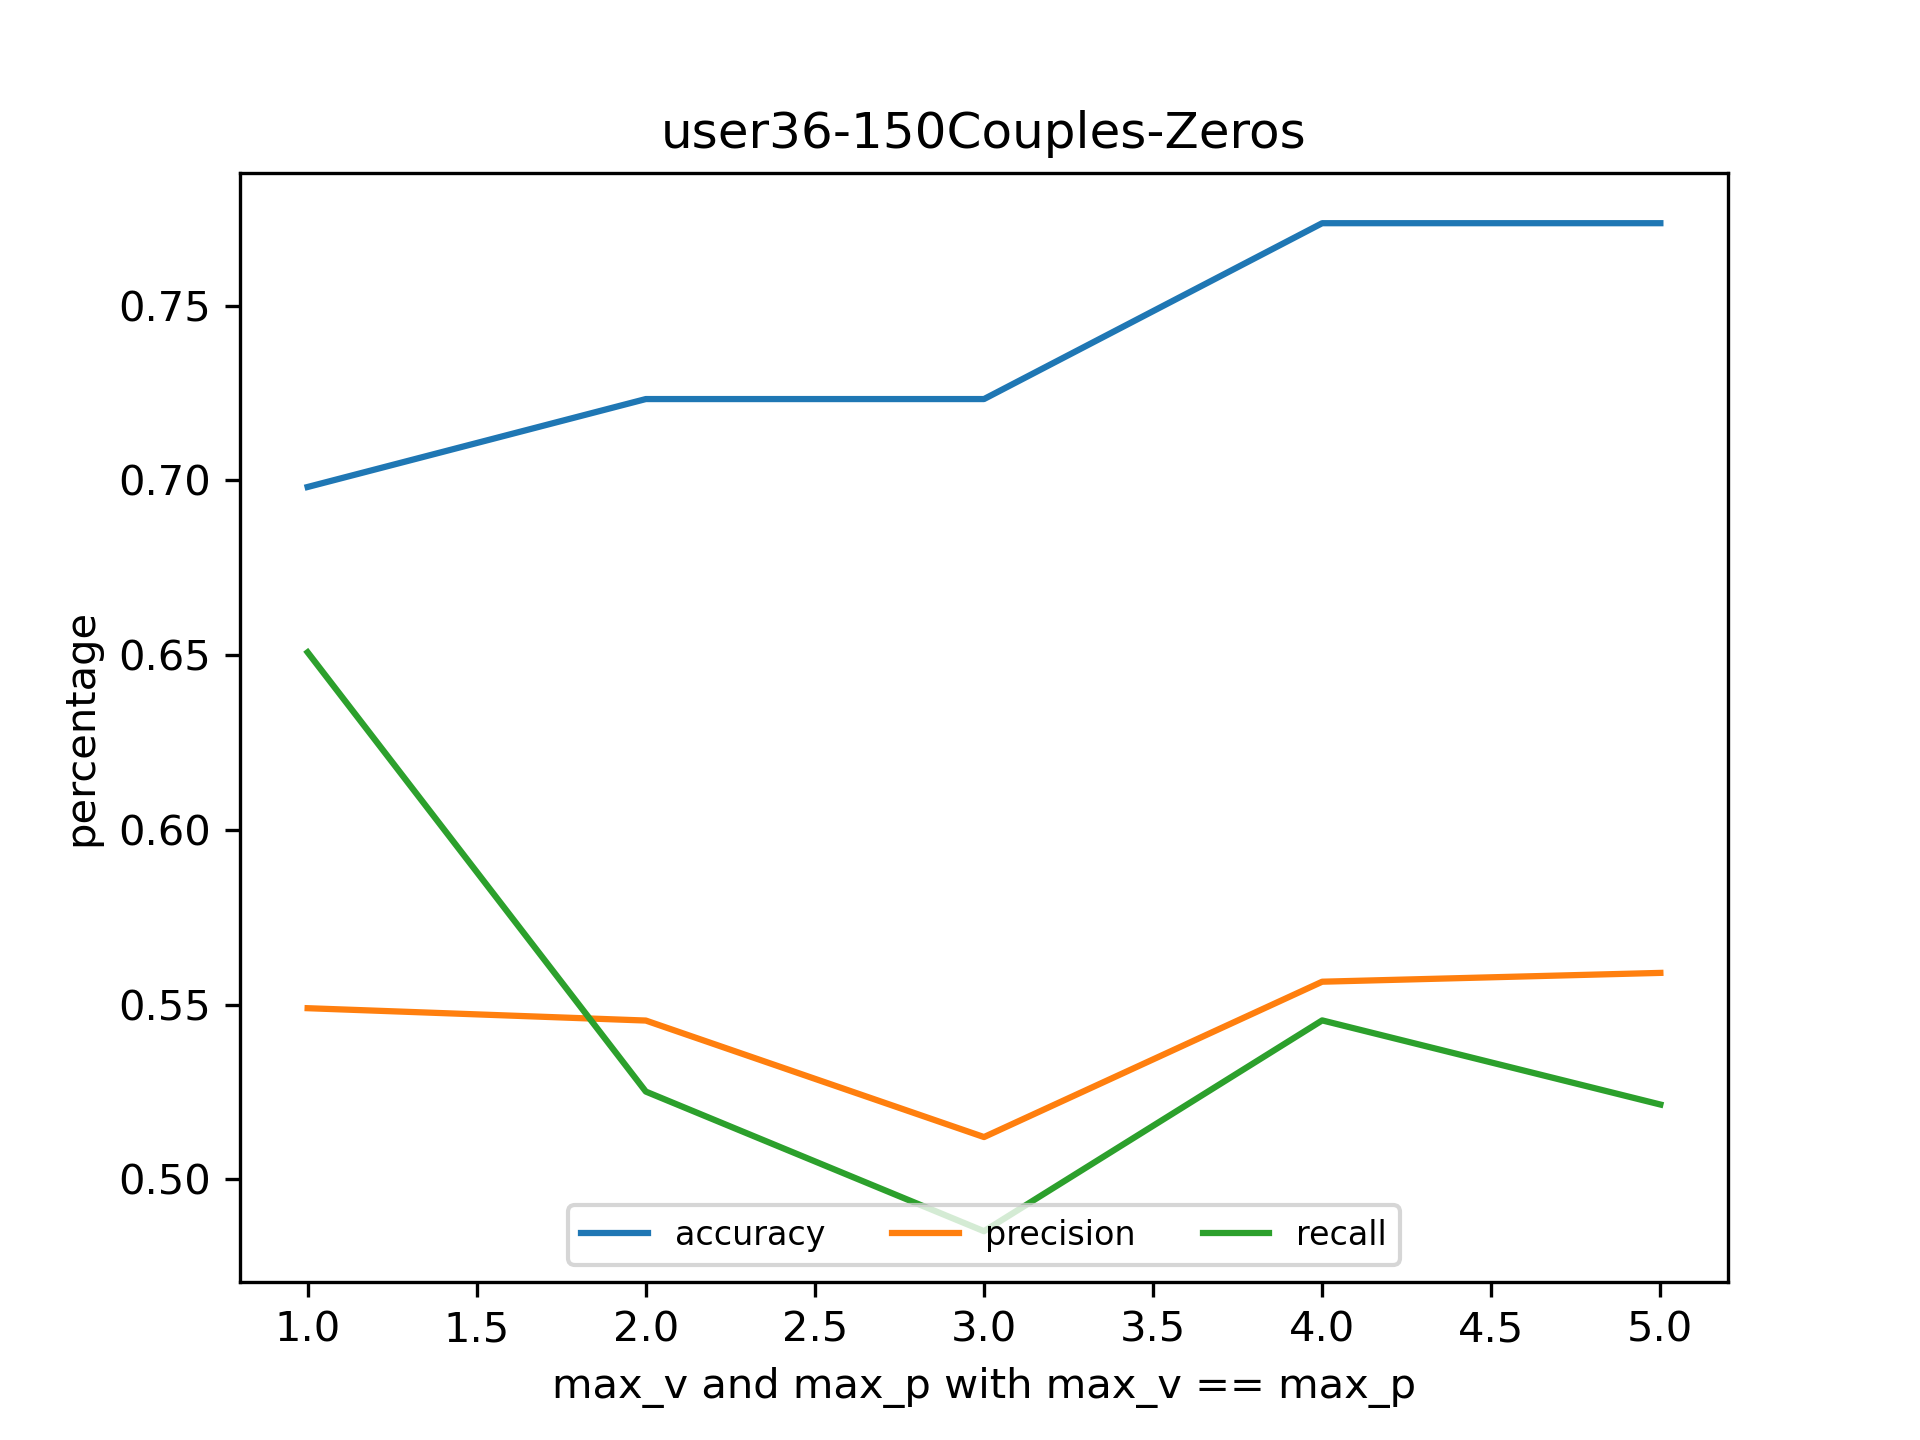 user36-150Couples-Zeros
percentage
0.75
0.70
0.65
0.60
0.55
0.50
accuracy precision recall
1.0 1.5 2.0 2.5 3.0 3.5 4.0 4.5 5.0
max_v and max_p with max_v == max_p